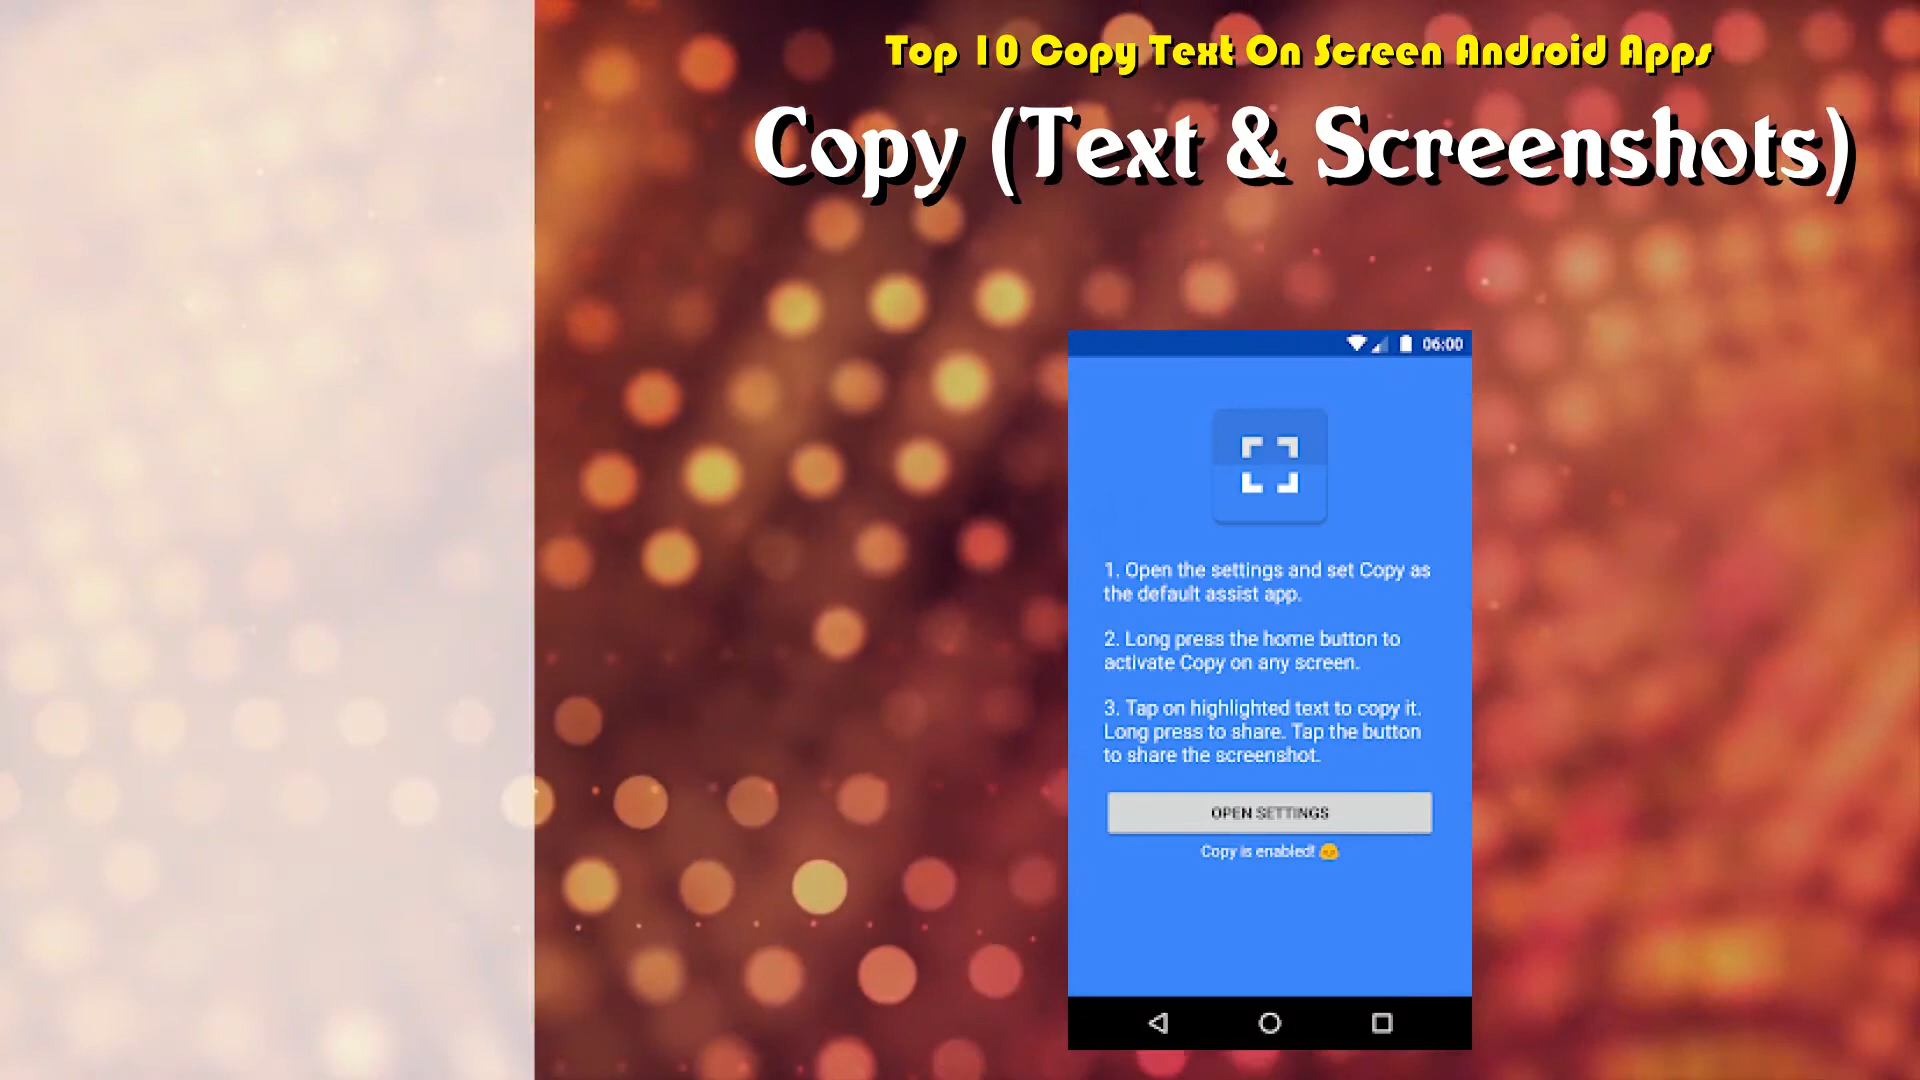 Top 10 Copy Text On Screen Android Apps
Copy (Text & Screenshots)
06:00
1. Open the settings and set Copy as
the default assist app.
2. Long press the home button to
activate Copy on any screen.
3. Tap on highlighted text to copy it.
Long press to share. Tap the button
to share the screenshot.
OPEN SETTINGS
Copy is enabled!